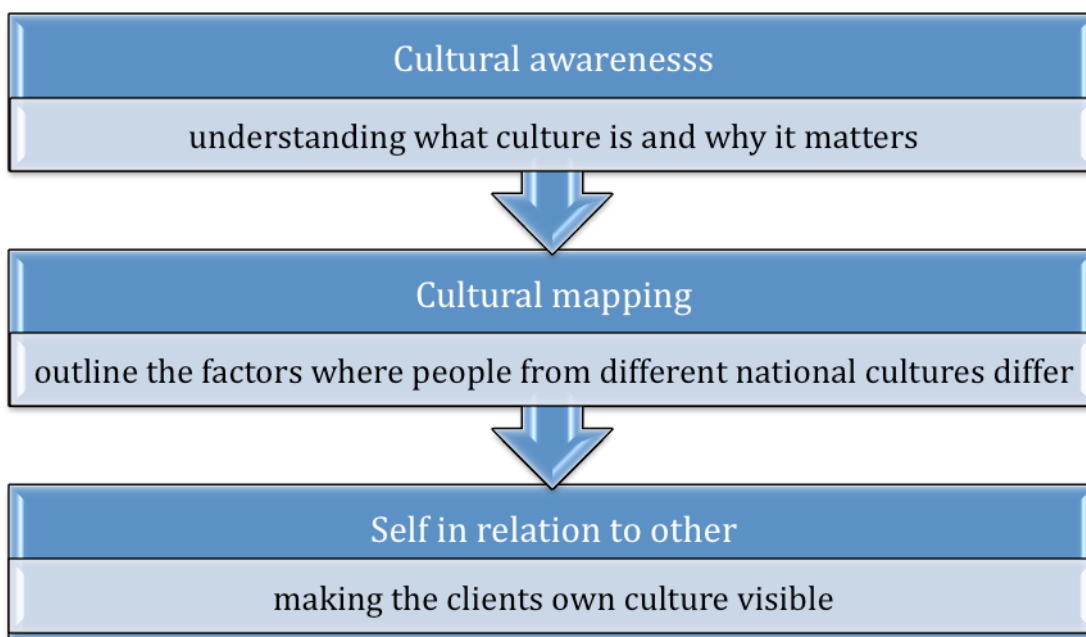 Cultural awarenesss
understanding what culture is and why it matters
Cultural mapping
outline the factors where people from different national cultures differ
Self in relation to other
making the clients own culture visible